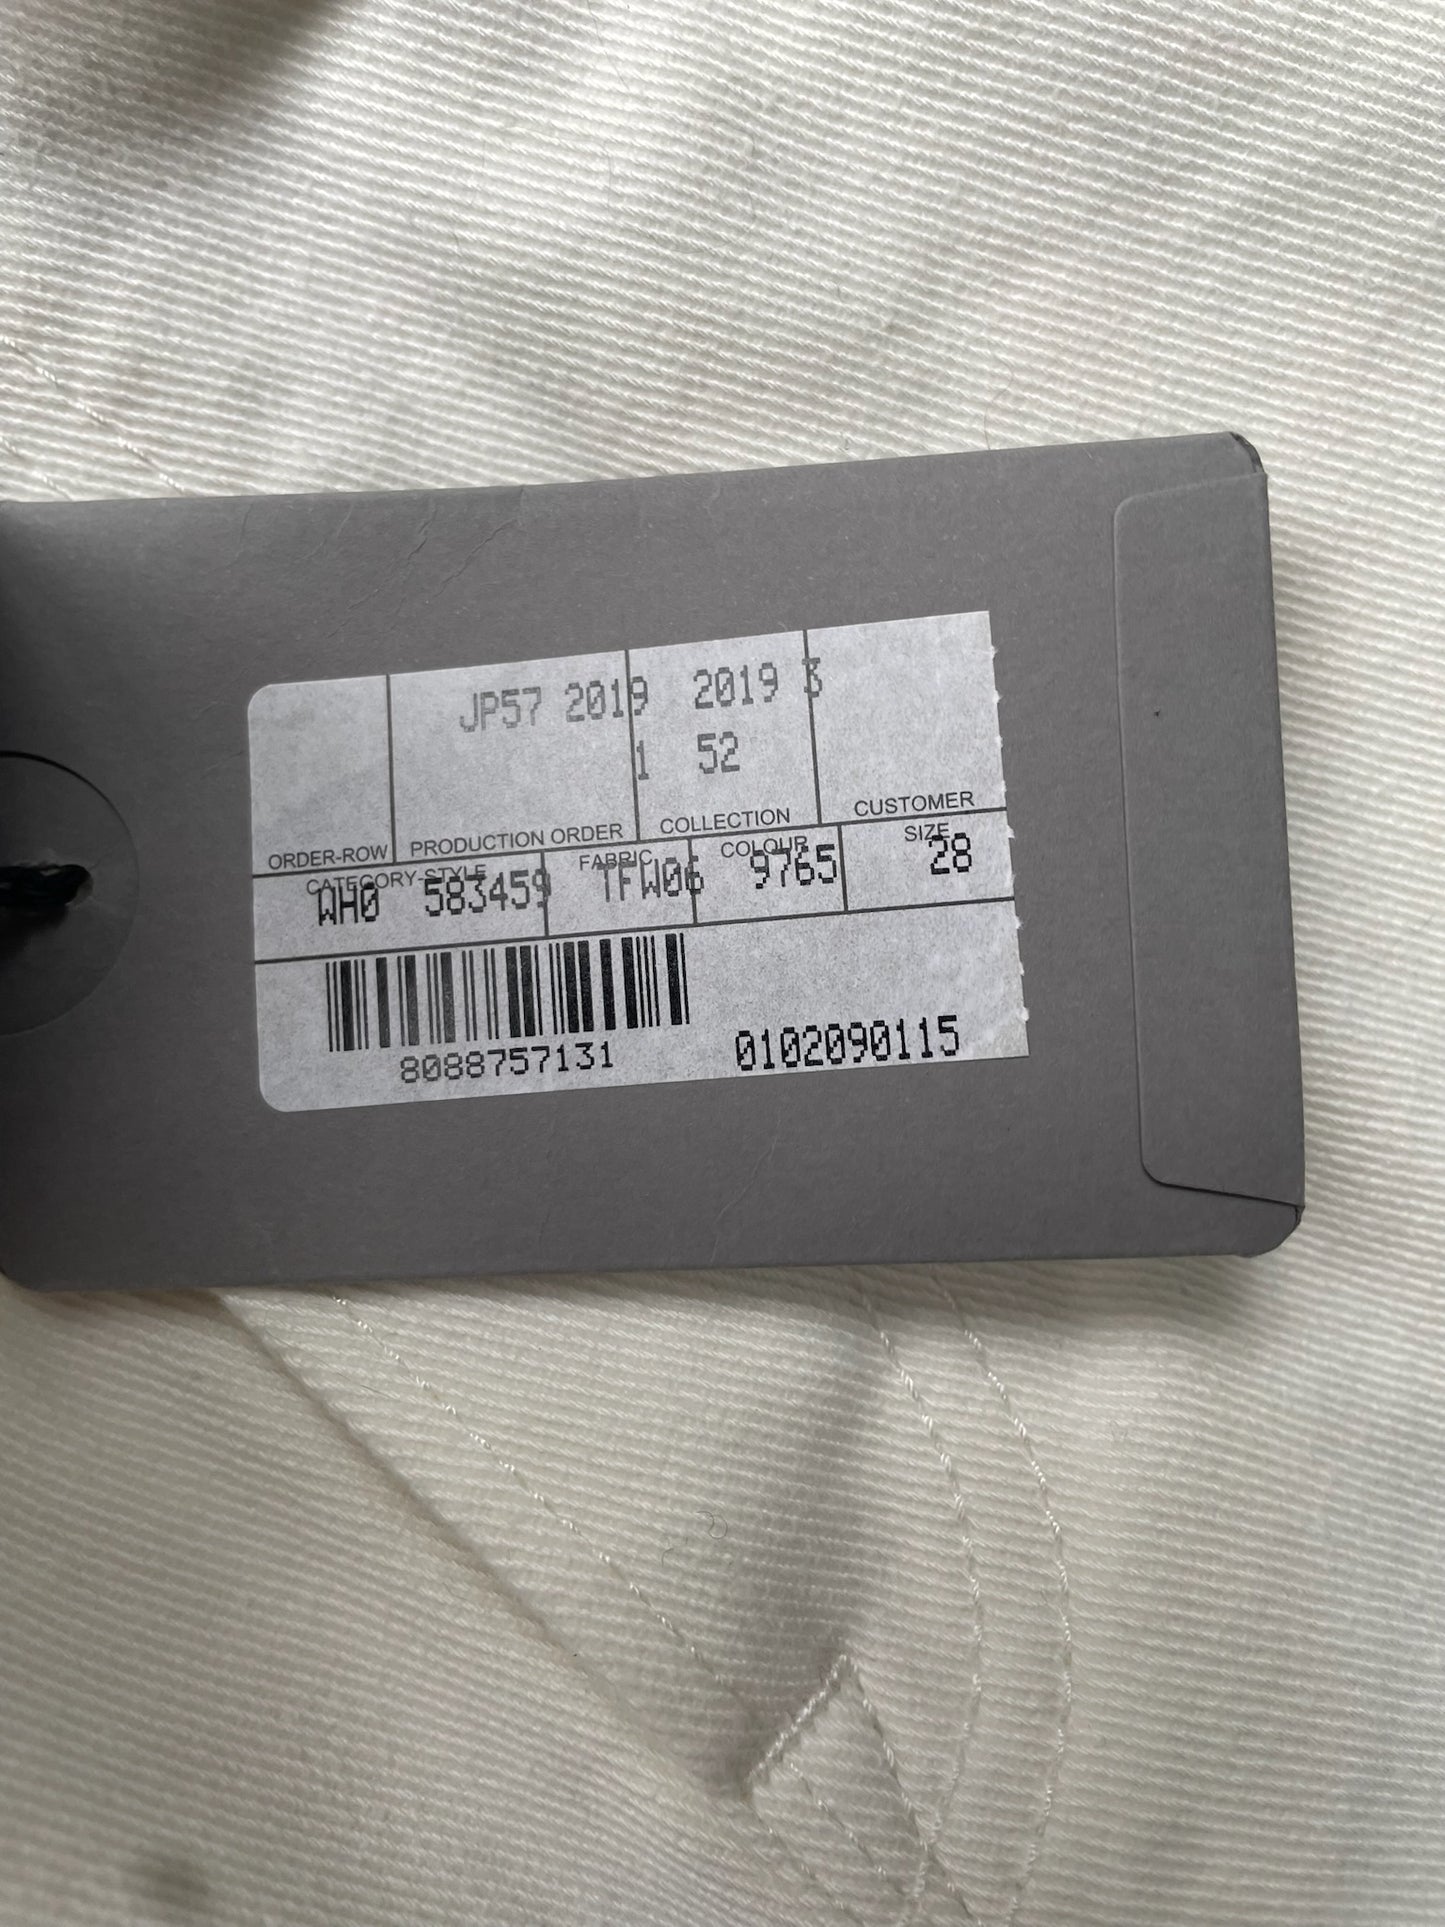 JP57 2019 2019 3
1 52
ORDER-ROW PRODUCTION ORDER COLLECTION CUSTOMER
CATEGORY-STYLE FABRIC COLOUR SIZE
WH0 583459 TFW06 9765 28
8088757131 0102090115